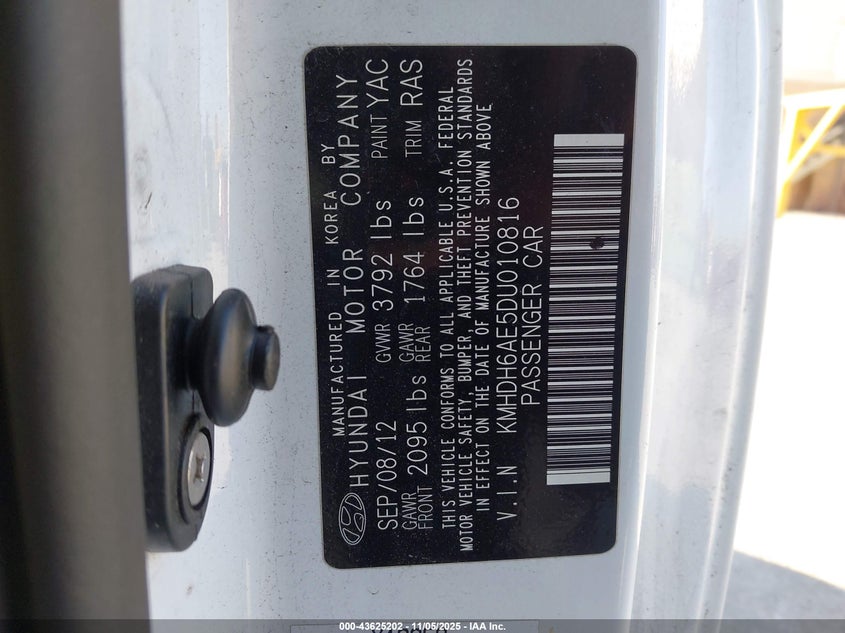 MANUFACTURED IN KOREA BY
HYUNDAI MOTOR COMPANY
SEP/08/12 GVWR 3792 lbs PAINT YAC
GAWR FRONT 2095 lbs GAWR REAR 1764 lbs TRIM RAS
THIS VEHICLE CONFORMS TO ALL APPLICABLE U.S.A. FEDERAL
MOTOR VEHICLE SAFETY, BUMPER, AND THEFT PREVENTION STANDARDS
IN EFFECT ON THE DATE OF MANUFACTURE SHOWN ABOVE
V.I.N KMHDH6AE5DU010816
PASSENGER CAR
000-43625202 - 11/05/2025 - IAA Inc.